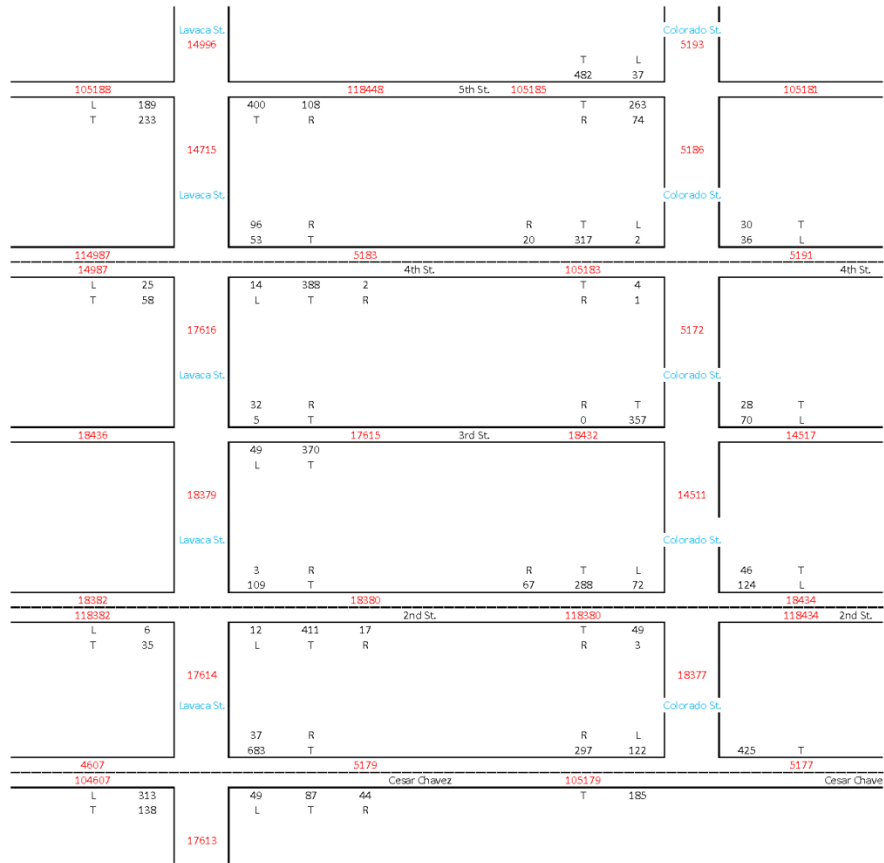 Lavaca St. Colorado St.
14996 5193
T L
482 37
105188 118448 5th St. 105185 105181
L 189 400 108 T 263
T 233 T R R 74
14715 5186
Lavaca St. Colorado St.
96 R R T L 30 T
53 T 20 317 2 36 L
114987 5183 5191
14987 4th St. 105183 4th St.
L 25 14 388 2 T 4
T 58 L T R R 1
17616 5172
Lavaca St. Colorado St.
32 R R T 28 T
5 T 0 357 70 L
18436 17615 3rd St. 18432 14517
49 370
L T
18379 14511
Lavaca St. Colorado St.
3 R R T L 46 T
109 T 67 288 72 124 L
18382 18380 18434
118382 2nd St. 118380 118434 2nd St.
L 6 12 411 17 T 49
T 35 L T R R 3
17614 18377
Lavaca St. Colorado St.
37 R R L
683 T 297 122 425 T
4607 5179 5177
104607 Cesar Chavez 105179 Cesar Chave
L 313 49 87 44 T 185
T 138 L T R
17613